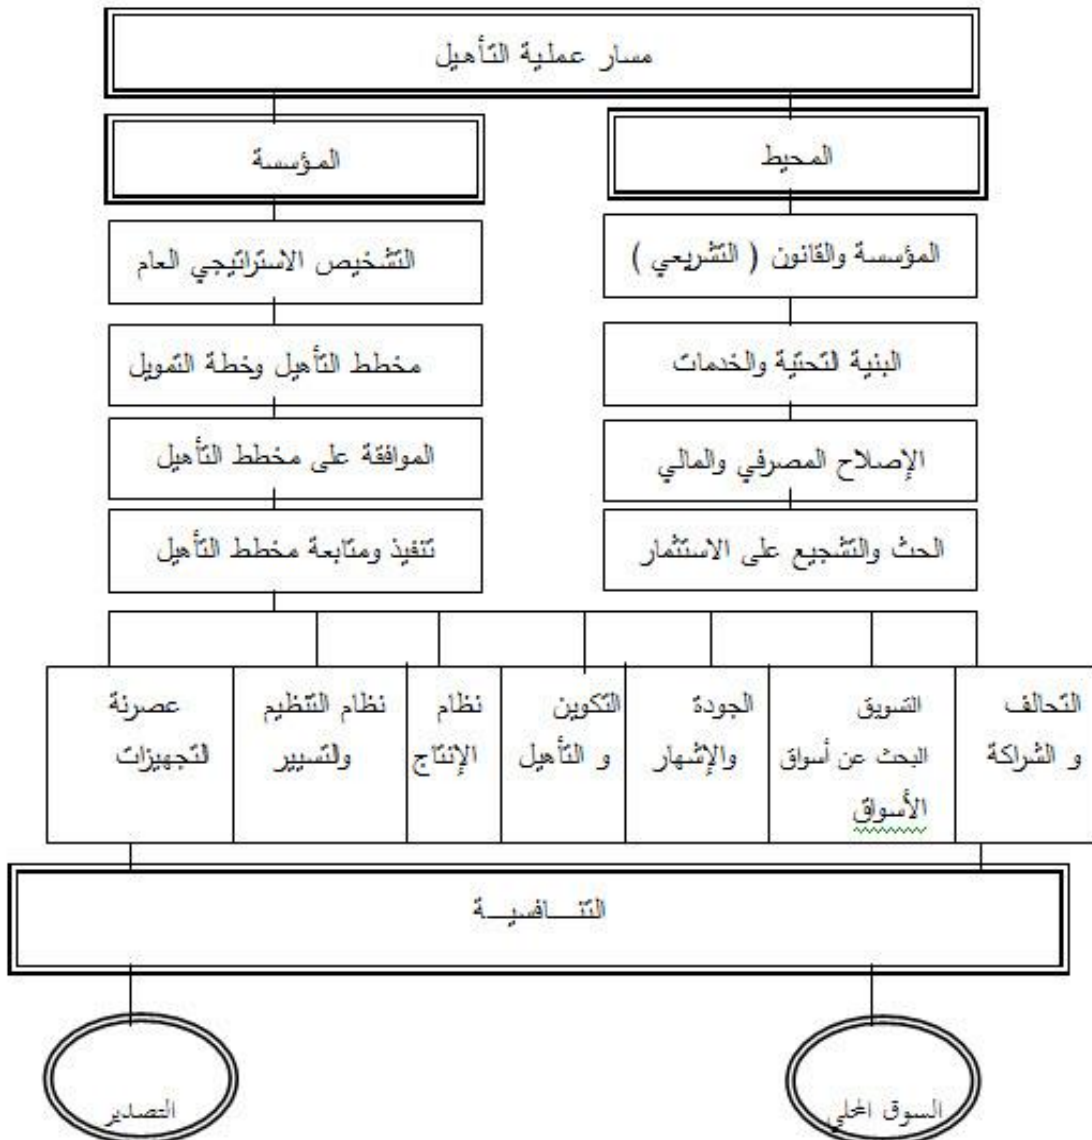 مسار عملية التأهيل
المحيط
المؤسسة
المؤسسة والقانون ( التشريعي )
التشخيص الاستراتيجي العام
البنية التحتية والخدمات
مخطط التأهيل وخطة التمويل
الإصلاح المصرفي والمالي
الموافقة على مخطط التأهيل
الحث والتشجيع على الاستثمار
تنفيذ ومتابعة مخطط التأهيل
التحالف
و الشراكة
التسويق
البحث عن أسواق
الأسواق
الجودة
والإشهار
التكوين
و التأهيل
نظام
الإنتاج
نظام التنظيم
والتسيير
عصرنة
التجهيزات
التنـــافسيـــة
السوق المحلي
التصدير